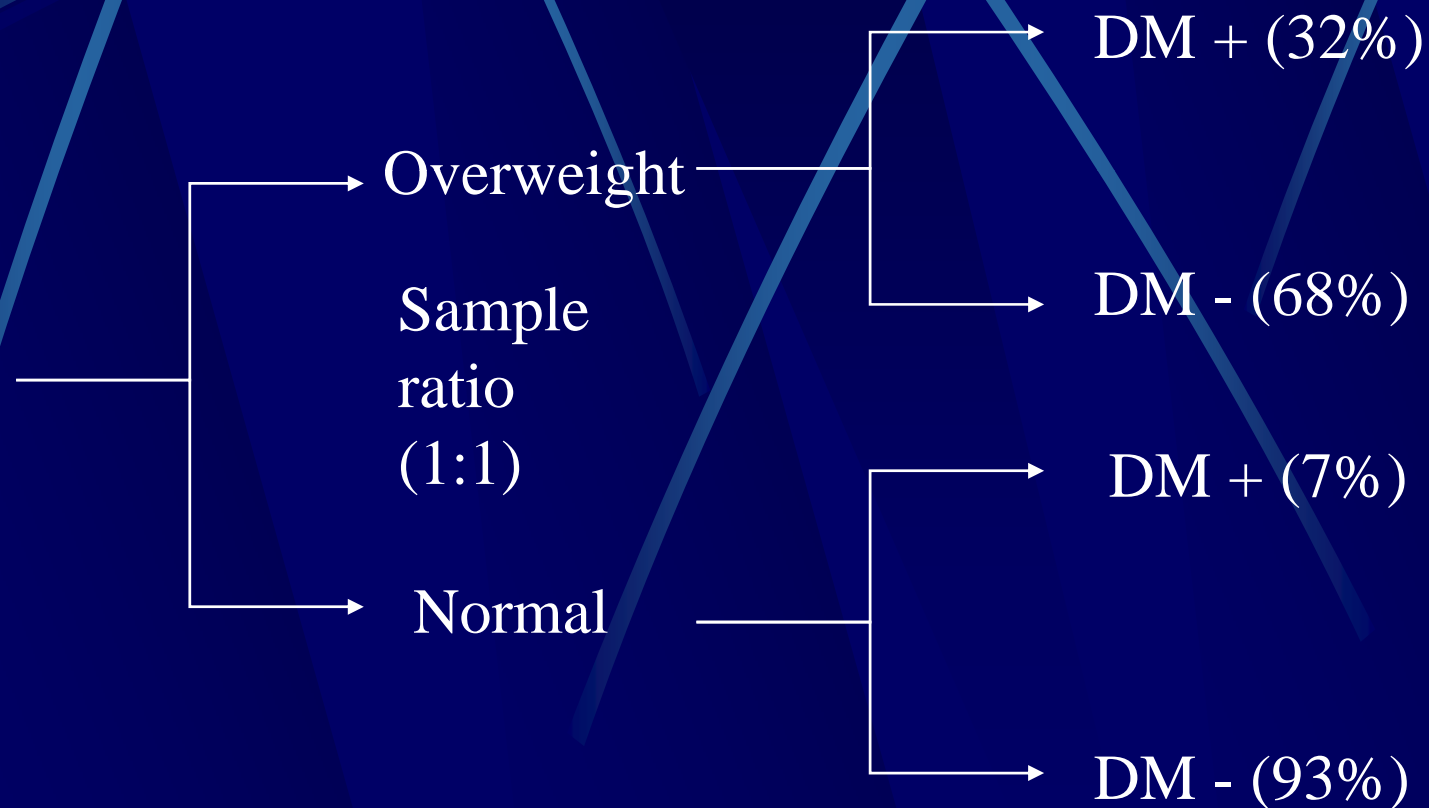 DM + (32%)
Overweight
DM - (68%)
Sample
ratio
(1:1)
DM + (7%)
Normal
DM - (93%)